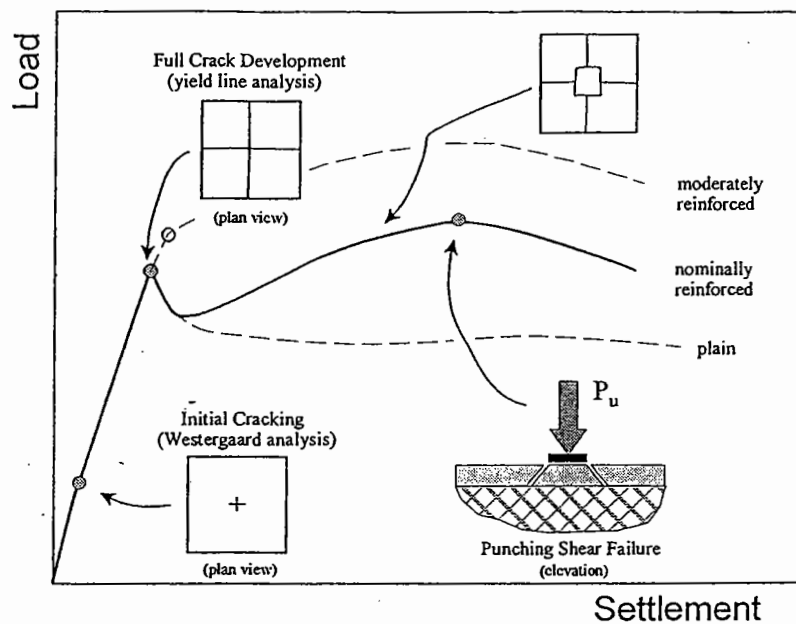 Load
Full Crack Development
(yield line analysis)
(plan view)
moderately
reinforced
nominally
reinforced
plain
Initial Cracking
(Westergaard analysis)
(plan view)
Pu
Punching Shear Failure
(elevation)
Settlement